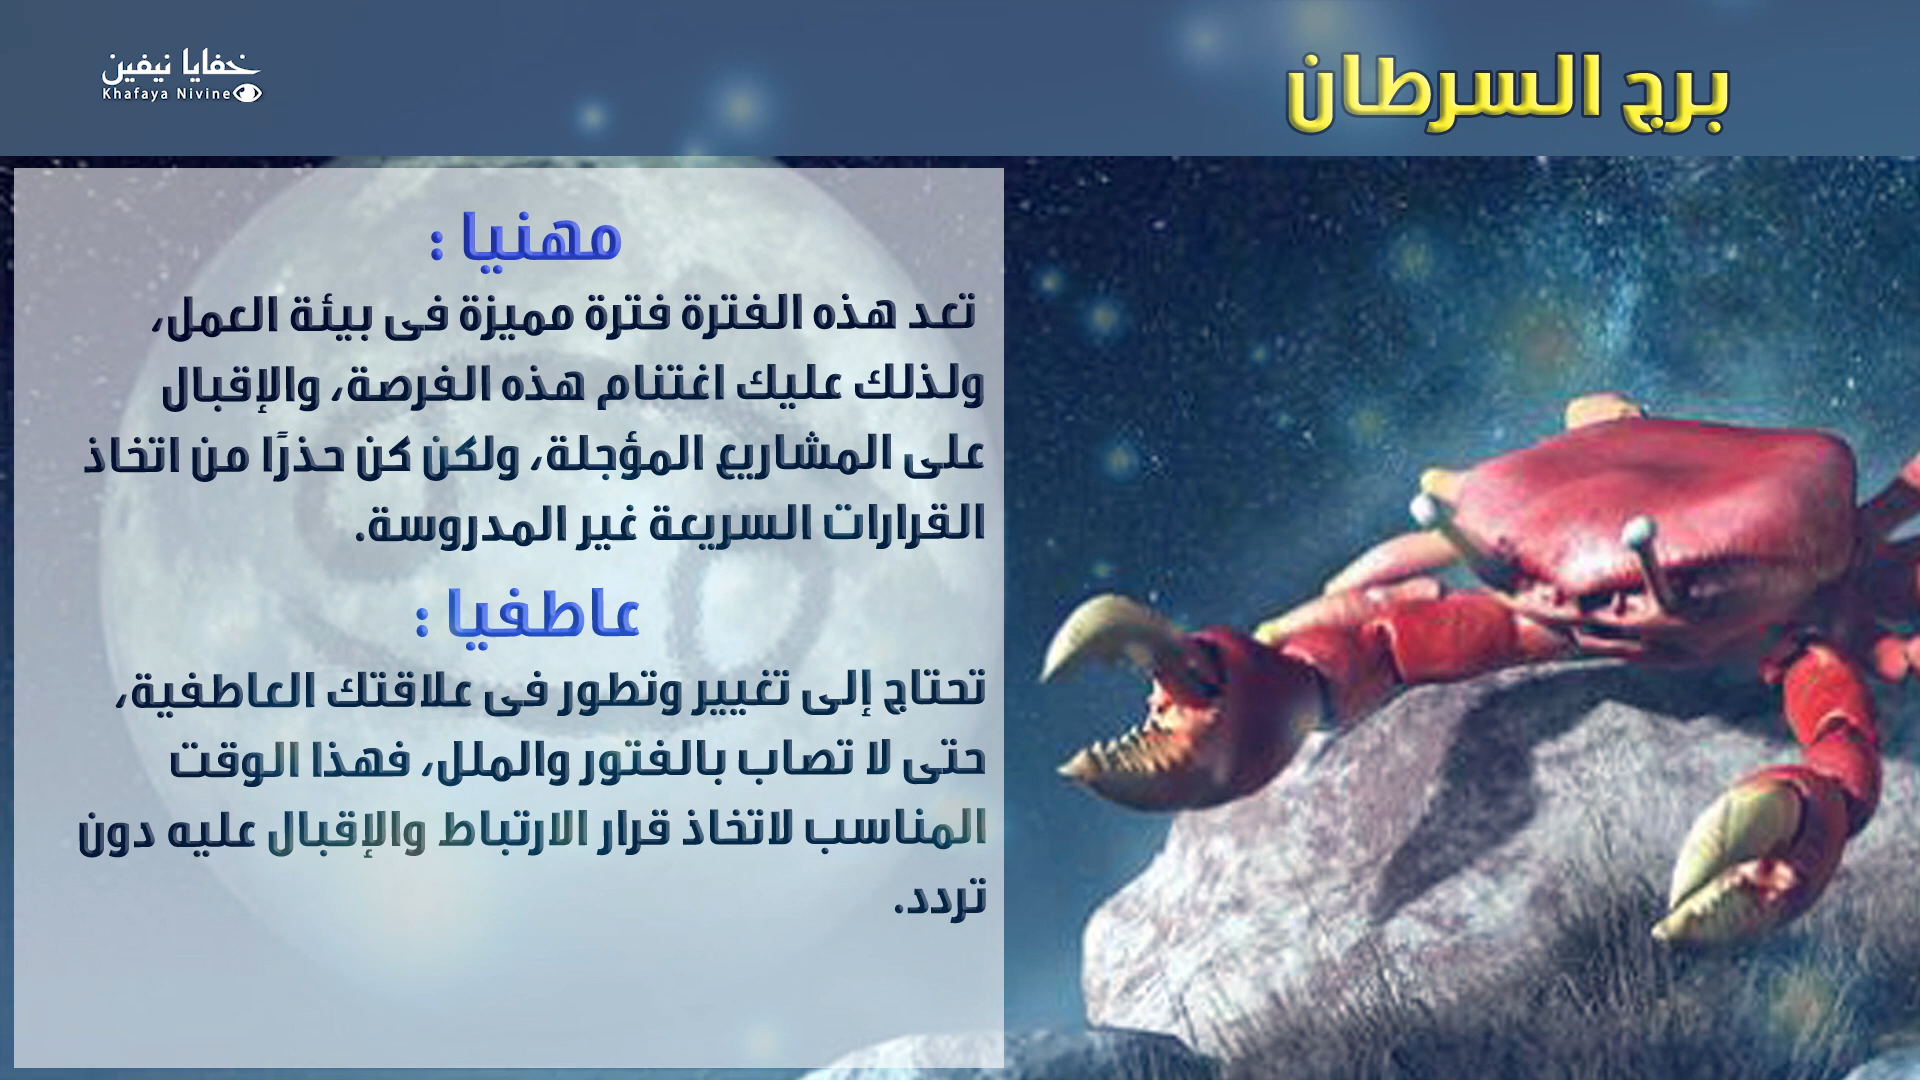 برج السرطان
خفايا نيفين
Khafaya Nivine
مهنيا :
تعد هذه الفترة فترة مميزة فى بيئة العمل،
ولذلك عليك اغتنام هذه الفرصة، والإقبال
على المشاريع المؤجلة، ولكن كن حذرًا من اتخاذ
القرارات السريعة غير المدروسة.
عاطفيا :
تحتاج إلى تغيير وتطور فى علاقتك العاطفية،
حتى لا تصاب بالفتور والملل، فهذا الوقت
المناسب لاتخاذ قرار الارتباط والإقبال عليه دون
تردد.